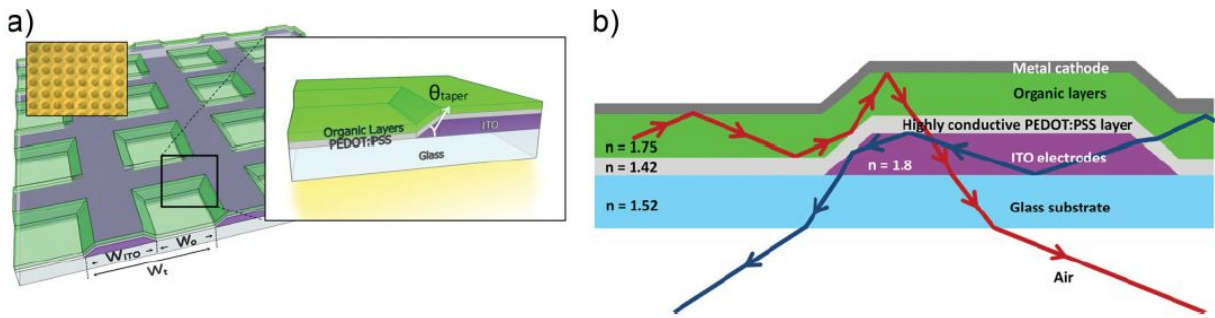 a)
θtaper
Organic Layers
PEDOT:PSS
ITO
Glass
WITO
Wo
Wt
b)
Metal cathode
Organic layers
Highly conductive PEDOT:PSS layer
n = 1.75
ITO electrodes
n = 1.42
n = 1.8
n = 1.52
Glass substrate
Air